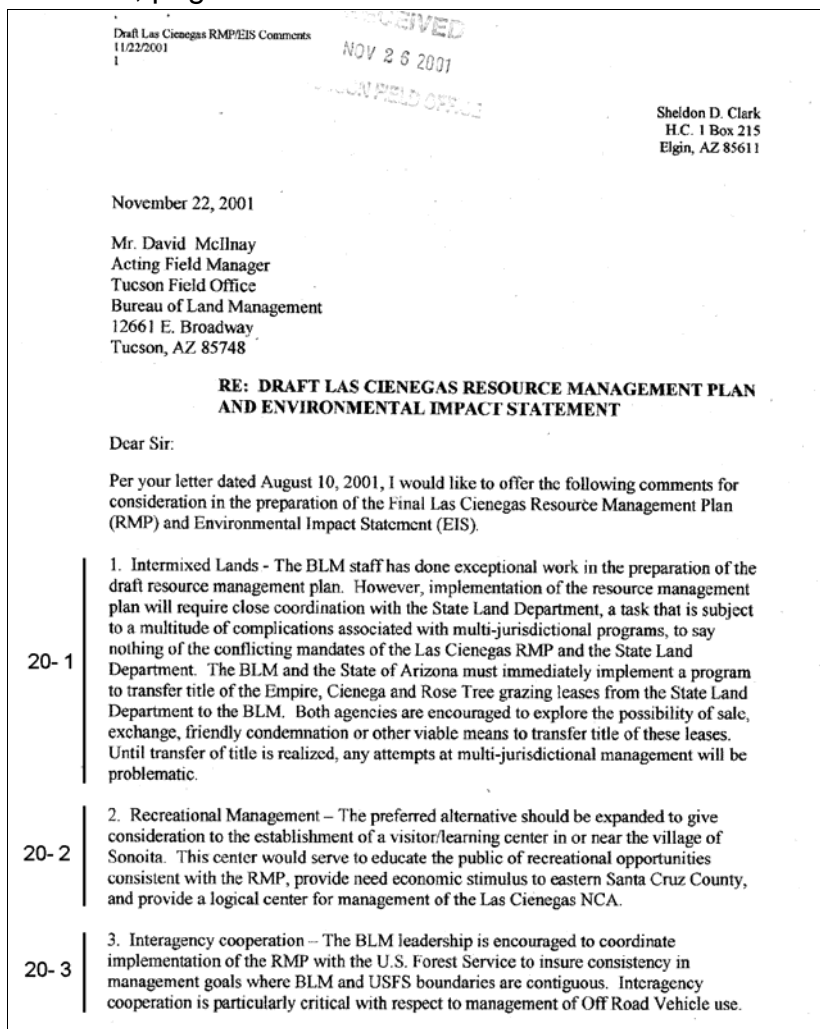 Draft Las Cienegas RMP/EIS Comments
11/22/2001
1
NOV 26 2001
FIELD OFFICE
Sheldon D. Clark
H.C. 1 Box 215
Elgin, AZ 85611
November 22, 2001
Mr. David McIlnay
Acting Field Manager
Tucson Field Office
Bureau of Land Management
12661 E. Broadway
Tucson, AZ 85748
RE: DRAFT LAS CIENEGAS RESOURCE MANAGEMENT PLAN
AND ENVIRONMENTAL IMPACT STATEMENT
Dear Sir:
Per your letter dated August 10, 2001, I would like to offer the following comments for
consideration in the preparation of the Final Las Cienegas Resource Management Plan
(RMP) and Environmental Impact Statement (EIS).
20- 1
1. Intermixed Lands - The BLM staff has done exceptional work in the preparation of the
draft resource management plan. However, implementation of the resource management
plan will require close coordination with the State Land Department, a task that is subject
to a multitude of complications associated with multi-jurisdictional programs, to say
nothing of the conflicting mandates of the Las Cienegas RMP and the State Land
Department. The BLM and the State of Arizona must immediately implement a program
to transfer title of the Empire, Cienega and Rose Tree grazing leases from the State Land
Department to the BLM. Both agencies are encouraged to explore the possibility of sale,
exchange, friendly condemnation or other viable means to transfer title of these leases.
Until transfer of title is realized, any attempts at multi-jurisdictional management will be
problematic.
20- 2
2. Recreational Management – The preferred alternative should be expanded to give
consideration to the establishment of a visitor/learning center in or near the village of
Sonoita. This center would serve to educate the public of recreational opportunities
consistent with the RMP, provide need economic stimulus to eastern Santa Cruz County,
and provide a logical center for management of the Las Cienegas NCA.
20- 3
3. Interagency cooperation – The BLM leadership is encouraged to coordinate
implementation of the RMP with the U.S. Forest Service to insure consistency in
management goals where BLM and USFS boundaries are contiguous. Interagency
cooperation is particularly critical with respect to management of Off Road Vehicle use.